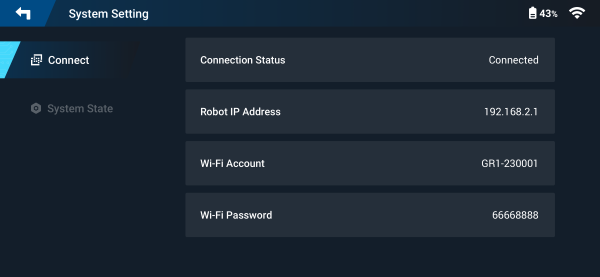 System Setting
43%
Connect
System State
Connection Status Connected
Robot IP Address 192.168.2.1
Wi-Fi Account GR1-230001
Wi-Fi Password 66668888